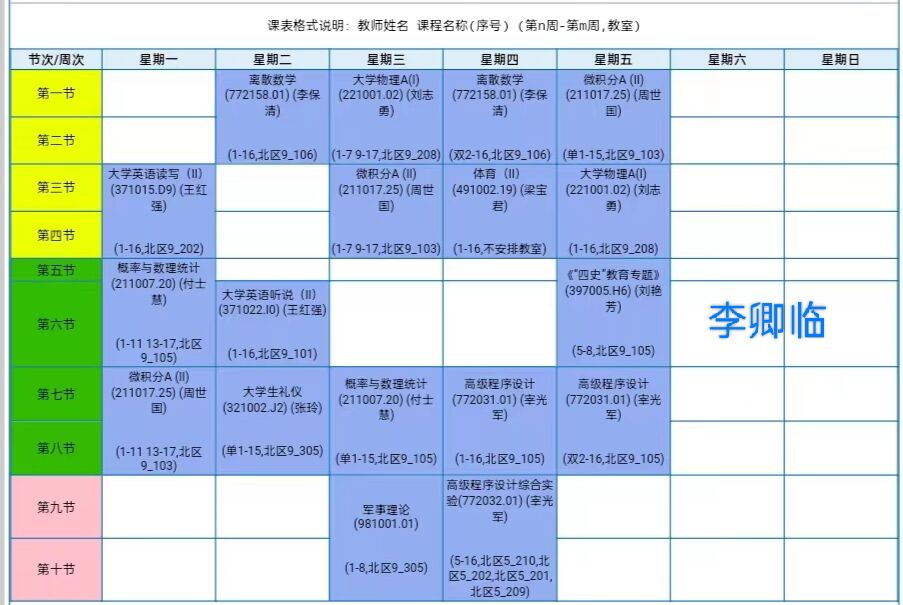 课表格式说明: 教师姓名 课程名称(序号) (第n周-第m周,教室)
节次/周次 星期一 星期二 星期三 星期四 星期五 星期六 星期日
第一节
第二节
离散数学
(772158.01) (李保
清)
(1-16,北区9_106)
大学物理A(I)
(221001.02) (刘志
勇)
(1-7 9-17,北区9_208)
离散数学
(772158.01) (李保
清)
(双2-16,北区9_106)
微积分A (II)
(211017.25) (周世
国)
(单1-15,北区9_103)
第三节
第四节
大学英语读写（II）
(371015.D9) (王红
强)
(1-16,北区9_202)
微积分A (II)
(211017.25) (周世
国)
(1-7 9-17,北区9_103)
体育（II）
(491002.19) (梁宝
君)
(1-16,不安排教室)
大学物理A(I)
(221001.02) (刘志
勇)
(1-16,北区9_208)
第五节
第六节
概率与数理统计
(211007.20) (付士
慧)
(1-11 13-17,北区
9_105)
大学英语听说（II）
(371022.I0) (王红强)
(1-16,北区9_101)
《“四史”教育专题》
(397005.H6) (刘艳
芳)
(5-8,北区9_105)
李卿临
第七节
第八节
微积分A (II)
(211017.25) (周世
国)
(1-11 13-17,北区
9_103)
大学生礼仪
(321002.J2) (张玲)
(单1-15,北区9_305)
概率与数理统计
(211007.20) (付士
慧)
(单1-15,北区9_105)
高级程序设计
(772031.01) (宰光
军)
(1-16,北区9_105)
高级程序设计
(772031.01) (宰光
军)
(双2-16,北区9_105)
第九节
第十节
军事理论
(981001.01)
(1-8,北区9_305)
高级程序设计综合实
验(772032.01) (宰光
军)
(5-16,北区5_210,北
区5_202,北区5_201,
北区5_209)